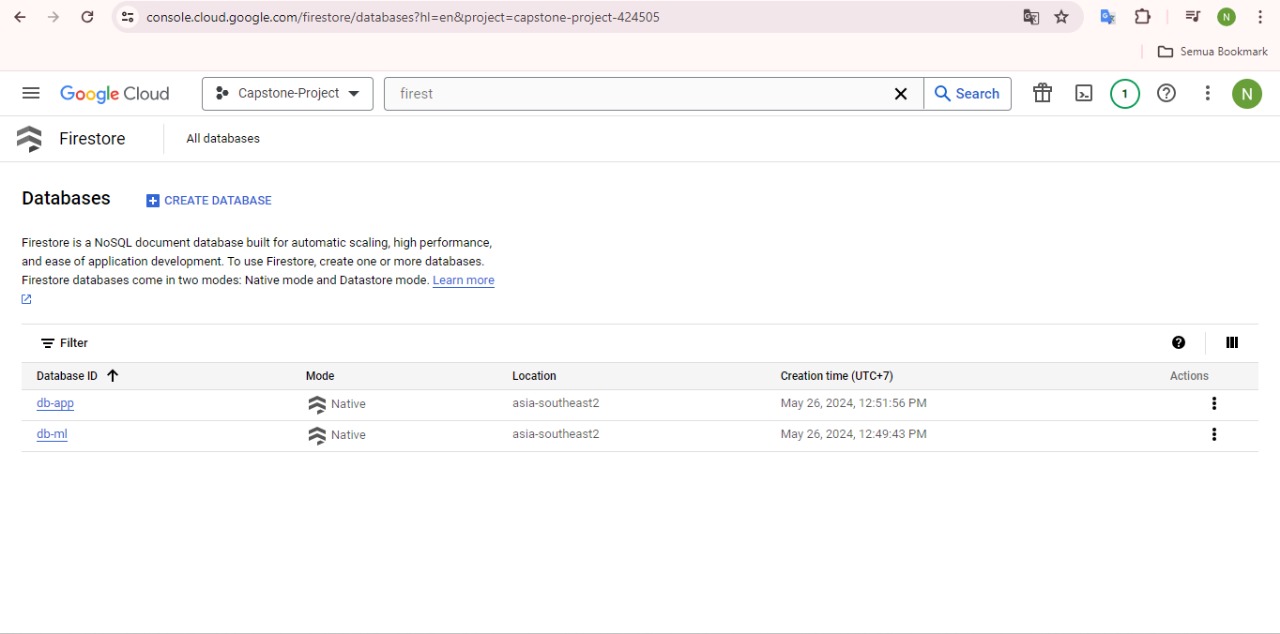 console.cloud.google.com/firestore/databases?hl=en&project=capstone-project-424505
N
Semua Bookmark
Google Cloud
Capstone-Project
firest
Search
1
N
Firestore
All databases
Databases
CREATE DATABASE
Firestore is a NoSQL document database built for automatic scaling, high performance,
and ease of application development. To use Firestore, create one or more databases.
Firestore databases come in two modes: Native mode and Datastore mode. Learn more
Filter
Database ID Mode Location Creation time (UTC+7) Actions
db-app Native asia-southeast2 May 26, 2024, 12:51:56 PM
db-ml Native asia-southeast2 May 26, 2024, 12:49:43 PM